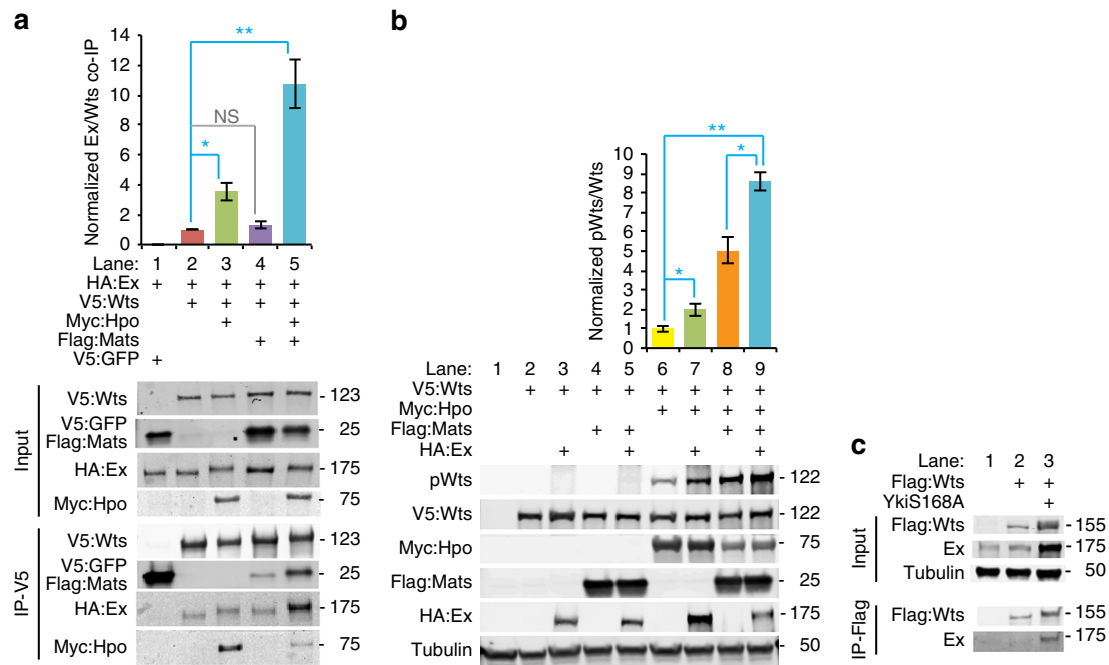 a
Normalized Ex/Wts co-IP
14
12
10
8
6
4
2
0
**
NS
*
Lane: 1 2 3 4 5
HA:Ex + + + + +
V5:Wts + + + +
Myc:Hpo + +
Flag:Mats + +
V5:GFP +
Input
V5:Wts - 123
V5:GFP
Flag:Mats - 25
HA:Ex - 175
Myc:Hpo - 75
IP-V5
V5:Wts - 123
V5:GFP
Flag:Mats - 25
HA:Ex - 175
Myc:Hpo - 75
b
Normalized pWts/Wts
10
9
8
7
6
5
4
3
2
1
0
**
*
*
Lane: 1 2 3 4 5 6 7 8 9
V5:Wts + + + + + + + +
Myc:Hpo + + + +
Flag:Mats + + + +
HA:Ex + + + +
pWts - 122
V5:Wts - 122
Myc:Hpo - 75
Flag:Mats - 25
HA:Ex - 175
Tubulin - 50
c
Lane: 1 2 3
Flag:Wts + +
YkiS168A +
Input
Flag:Wts - 155
Ex - 175
Tubulin - 50
IP-Flag
Flag:Wts - 155
Ex - 175